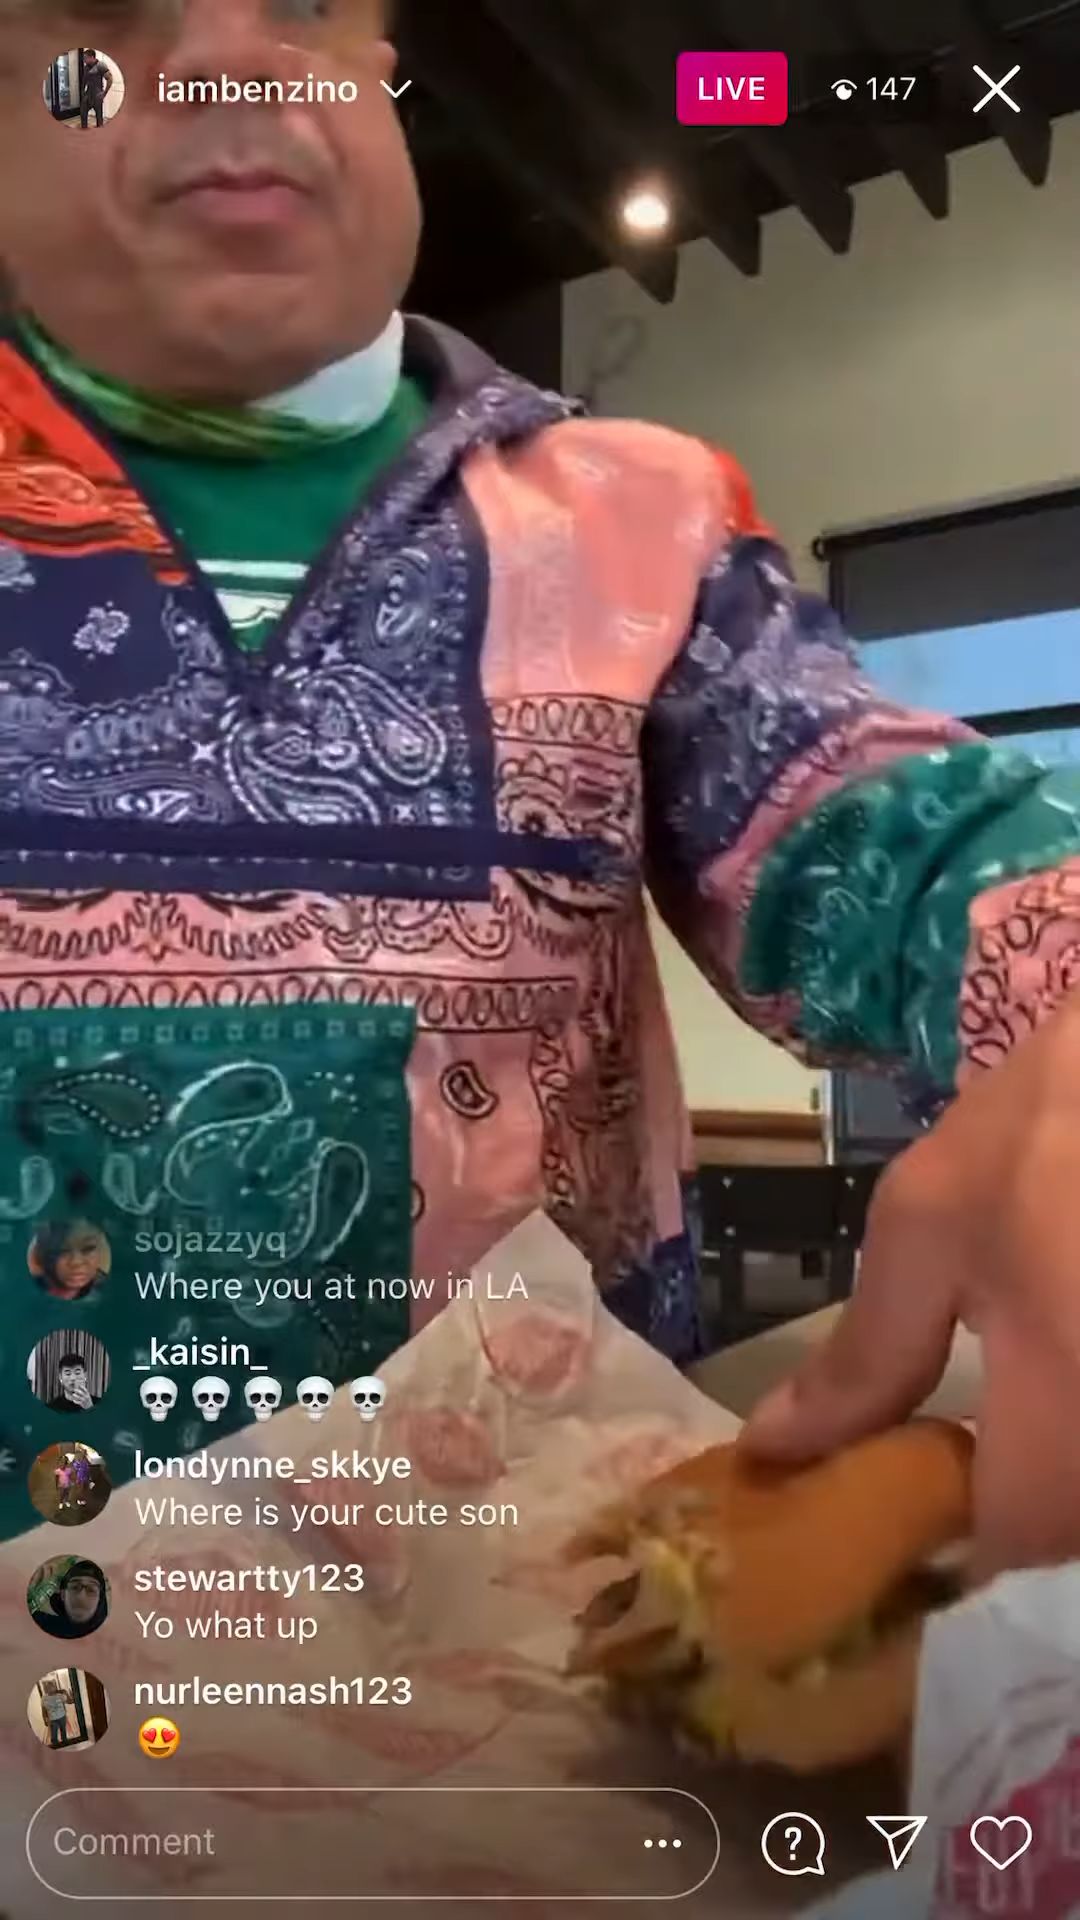 iambenzino
LIVE
147
sojazzyq
Where you at now in LA
_kaisin_
💀💀💀💀💀
londynne_skkye
Where is your cute son
stewartty123
Yo what up
nurleennash123
😍
Comment